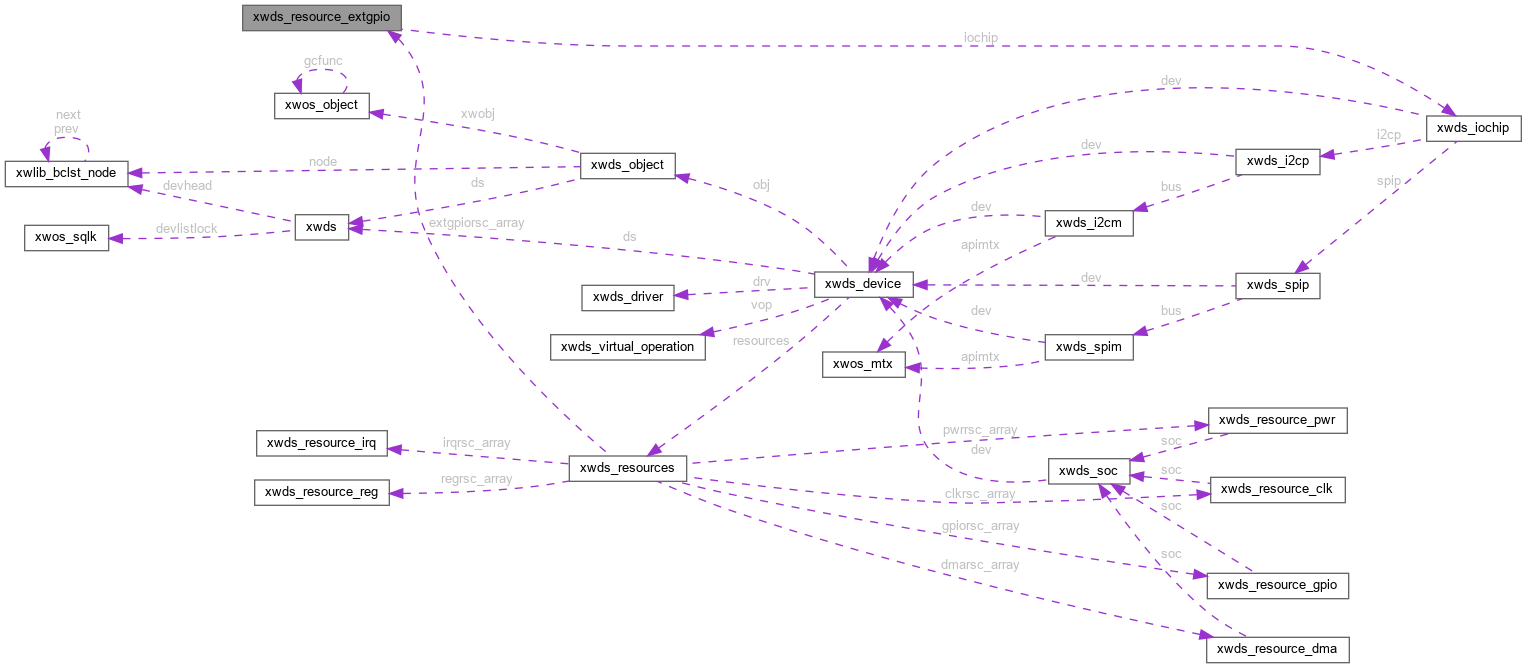 xwds_resource_extgpio
iochip
gcfunc
xwos_object
dev
next
prev
xwobj
xwds_iochip
i2cp
dev
xwlib_bclst_node
node
xwds_object
xwds_i2cp
devhead
ds
obj
bus
spip
xwos_sqlk
devlistlock
xwds
extgpiorsc_array
ds
dev
xwds_i2cm
apimtx
xwds_driver
drv
xwds_device
dev
xwds_spip
vop
dev
bus
xwds_virtual_operation
resources
xwos_mtx
apimtx
xwds_spim
xwds_resource_irq
irqrsc_array
xwds_resources
pwrrsc_array
dev
xwds_resource_pwr
soc
xwds_soc
soc
xwds_resource_reg
regrsc_array
clkrsc_array
xwds_resource_clk
soc
gpiorsc_array
soc
dmarsc_array
xwds_resource_gpio
xwds_resource_dma